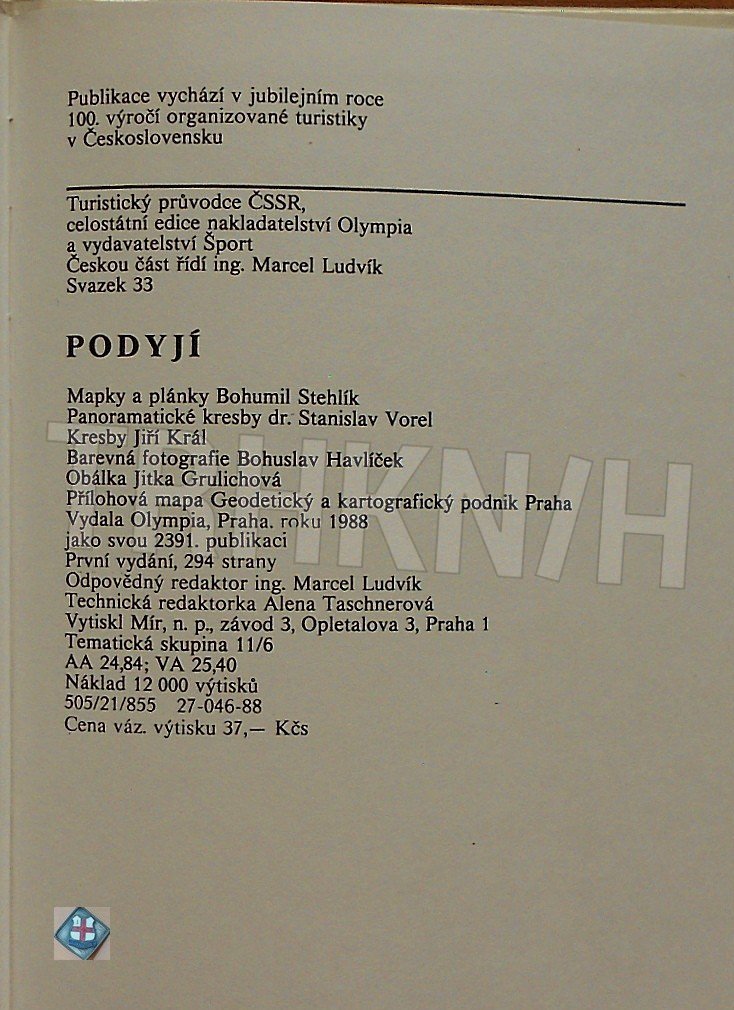 Publikace vychází v jubilejním roce
100. výročí organizované turistiky
v Československu
Turistický průvodce ČSSR,
celostátní edice nakladatelství Olympia
a vydavatelství Šport
Českou část řídí ing. Marcel Ludvík
Svazek 33
PODYJÍ
Mapky a plánky Bohumil Stehlík
Panoramatické kresby dr. Stanislav Vorel
Kresby Jiří Král
Barevná fotografie Bohuslav Havlíček
Obálka Jitka Grulichová
Přílohová mapa Geodetický a kartografický podnik Praha
Vydala Olympia, Praha. roku 1988
jako svou 2391. publikaci
První vydání, 294 strany
Odpovědný redaktor ing. Marcel Ludvík
Technická redaktorka Alena Taschnerová
Vytiskl Mír, n. p., závod 3, Opletalova 3, Praha 1
Tematická skupina 11/6
AA 24,84; VA 25,40
Náklad 12 000 výtisků
505/21/855 27-046-88
Cena váz. výtisku 37,— Kčs